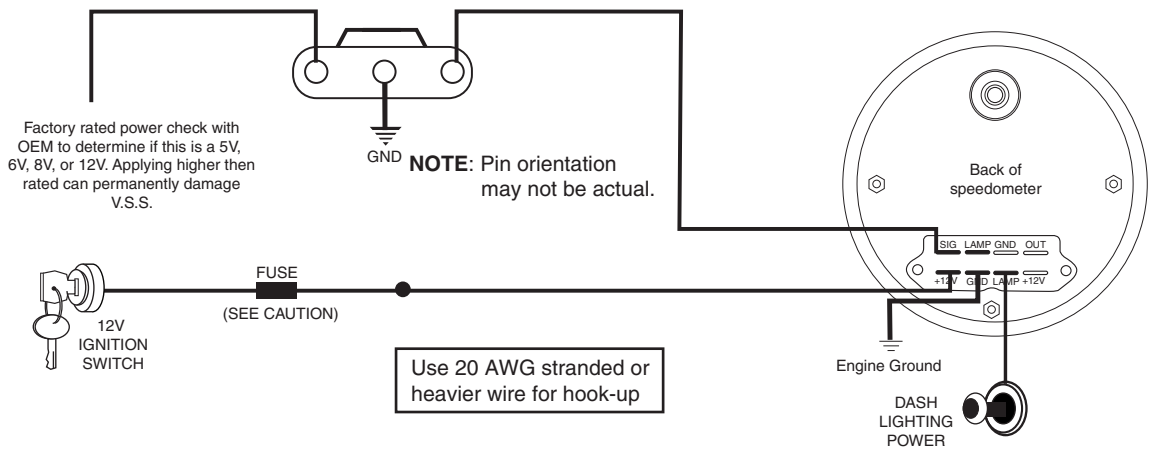 Factory rated power check with
OEM to determine if this is a 5V,
6V, 8V, or 12V. Applying higher then
rated can permanently damage
V.S.S.
GND
NOTE: Pin orientation
may not be actual.
Back of
speedometer
SIG LAMP GND OUT
+12V GND LAMP +12V
FUSE
(SEE CAUTION)
12V
IGNITION
SWITCH
Use 20 AWG stranded or
heavier wire for hook-up
Engine Ground
DASH
LIGHTING
POWER